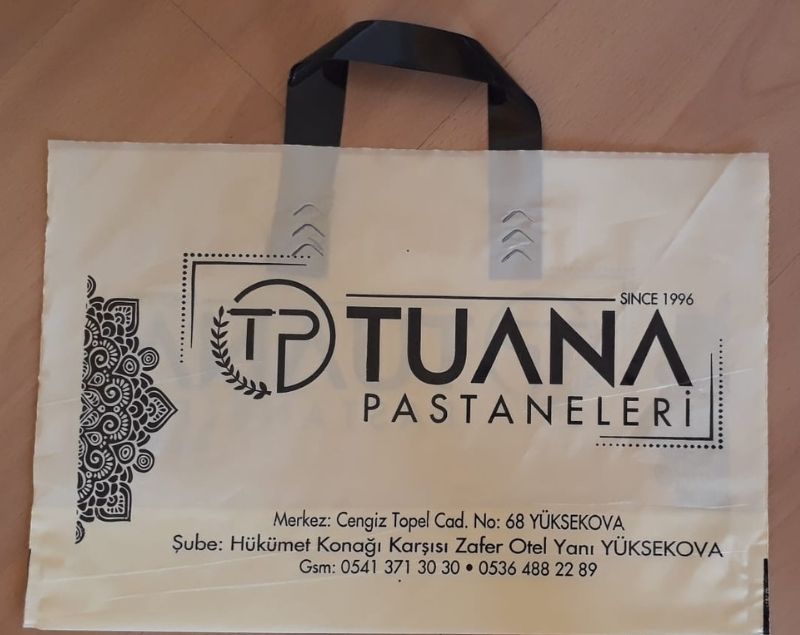 SINCE 1996
TP TUANA
PASTANELERİ
Merkez: Cengiz Topel Cad. No: 68 YÜKSEKOVA
Şube: Hükümet Konağı Karşısı Zafer Otel Yanı YÜKSEKOVA
Gsm: 0541 371 30 30 • 0536 488 22 89